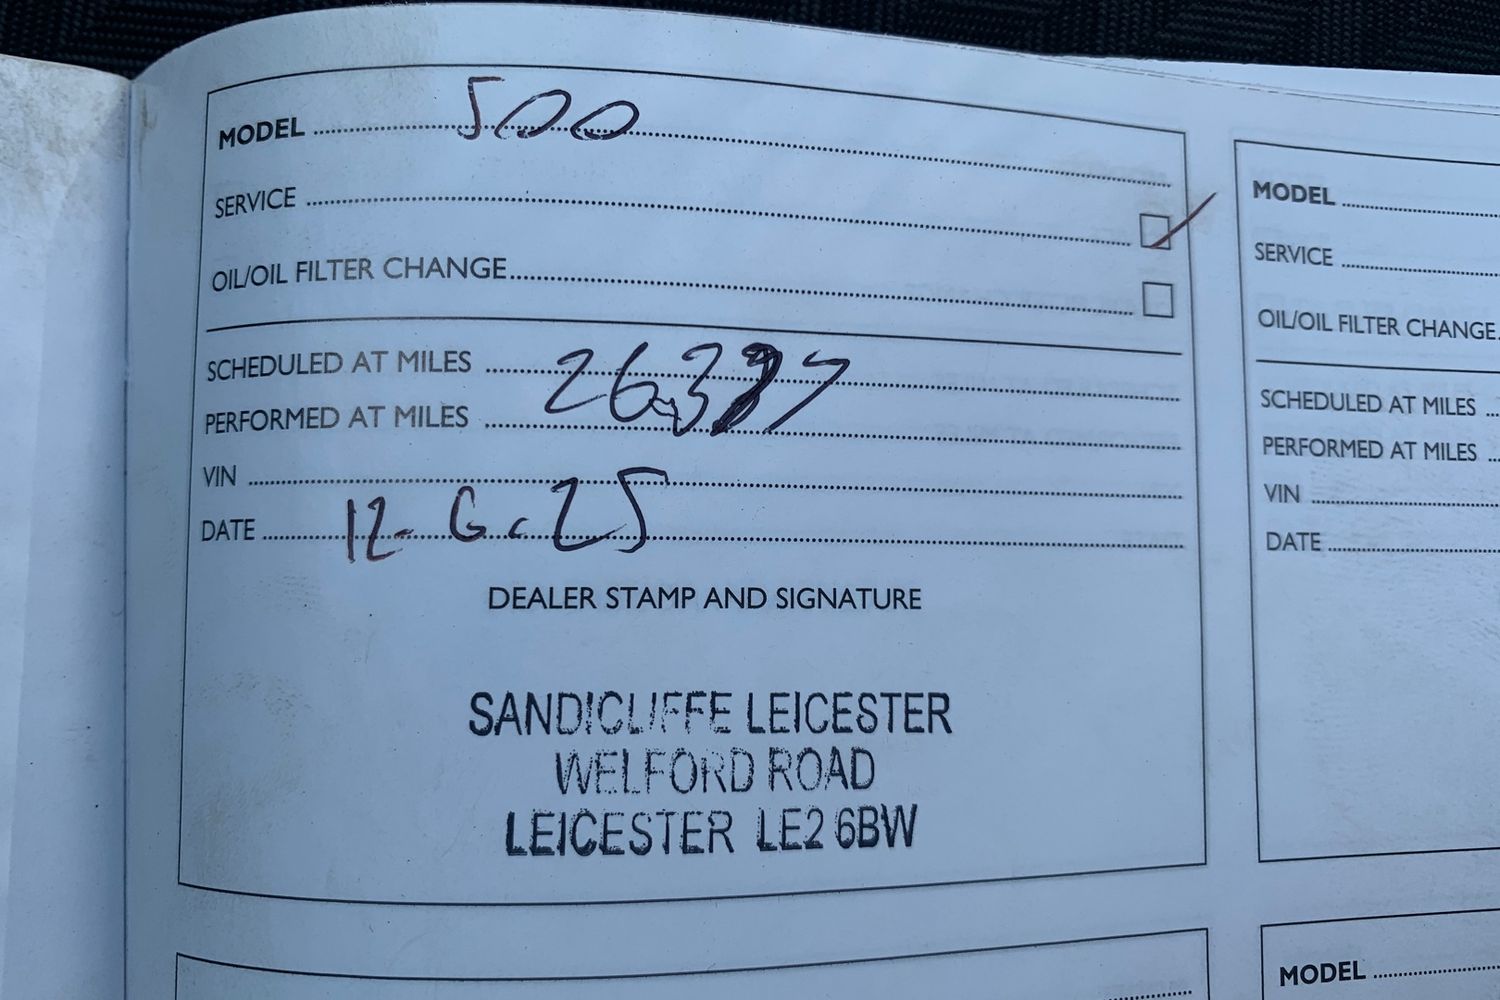 MODEL 500
SERVICE
OIL/OIL FILTER CHANGE
SCHEDULED AT MILES
PERFORMED AT MILES
VIN
DATE 12-6-25
DEALER STAMP AND SIGNATURE
SANDICLIFFE LEICESTER
WELFORD ROAD
LEICESTER LE2 6BW
MODEL
SERVICE
OIL/OIL FILTER CHANGE
SCHEDULED AT MILES
PERFORMED AT MILES
VIN
DATE
MODEL